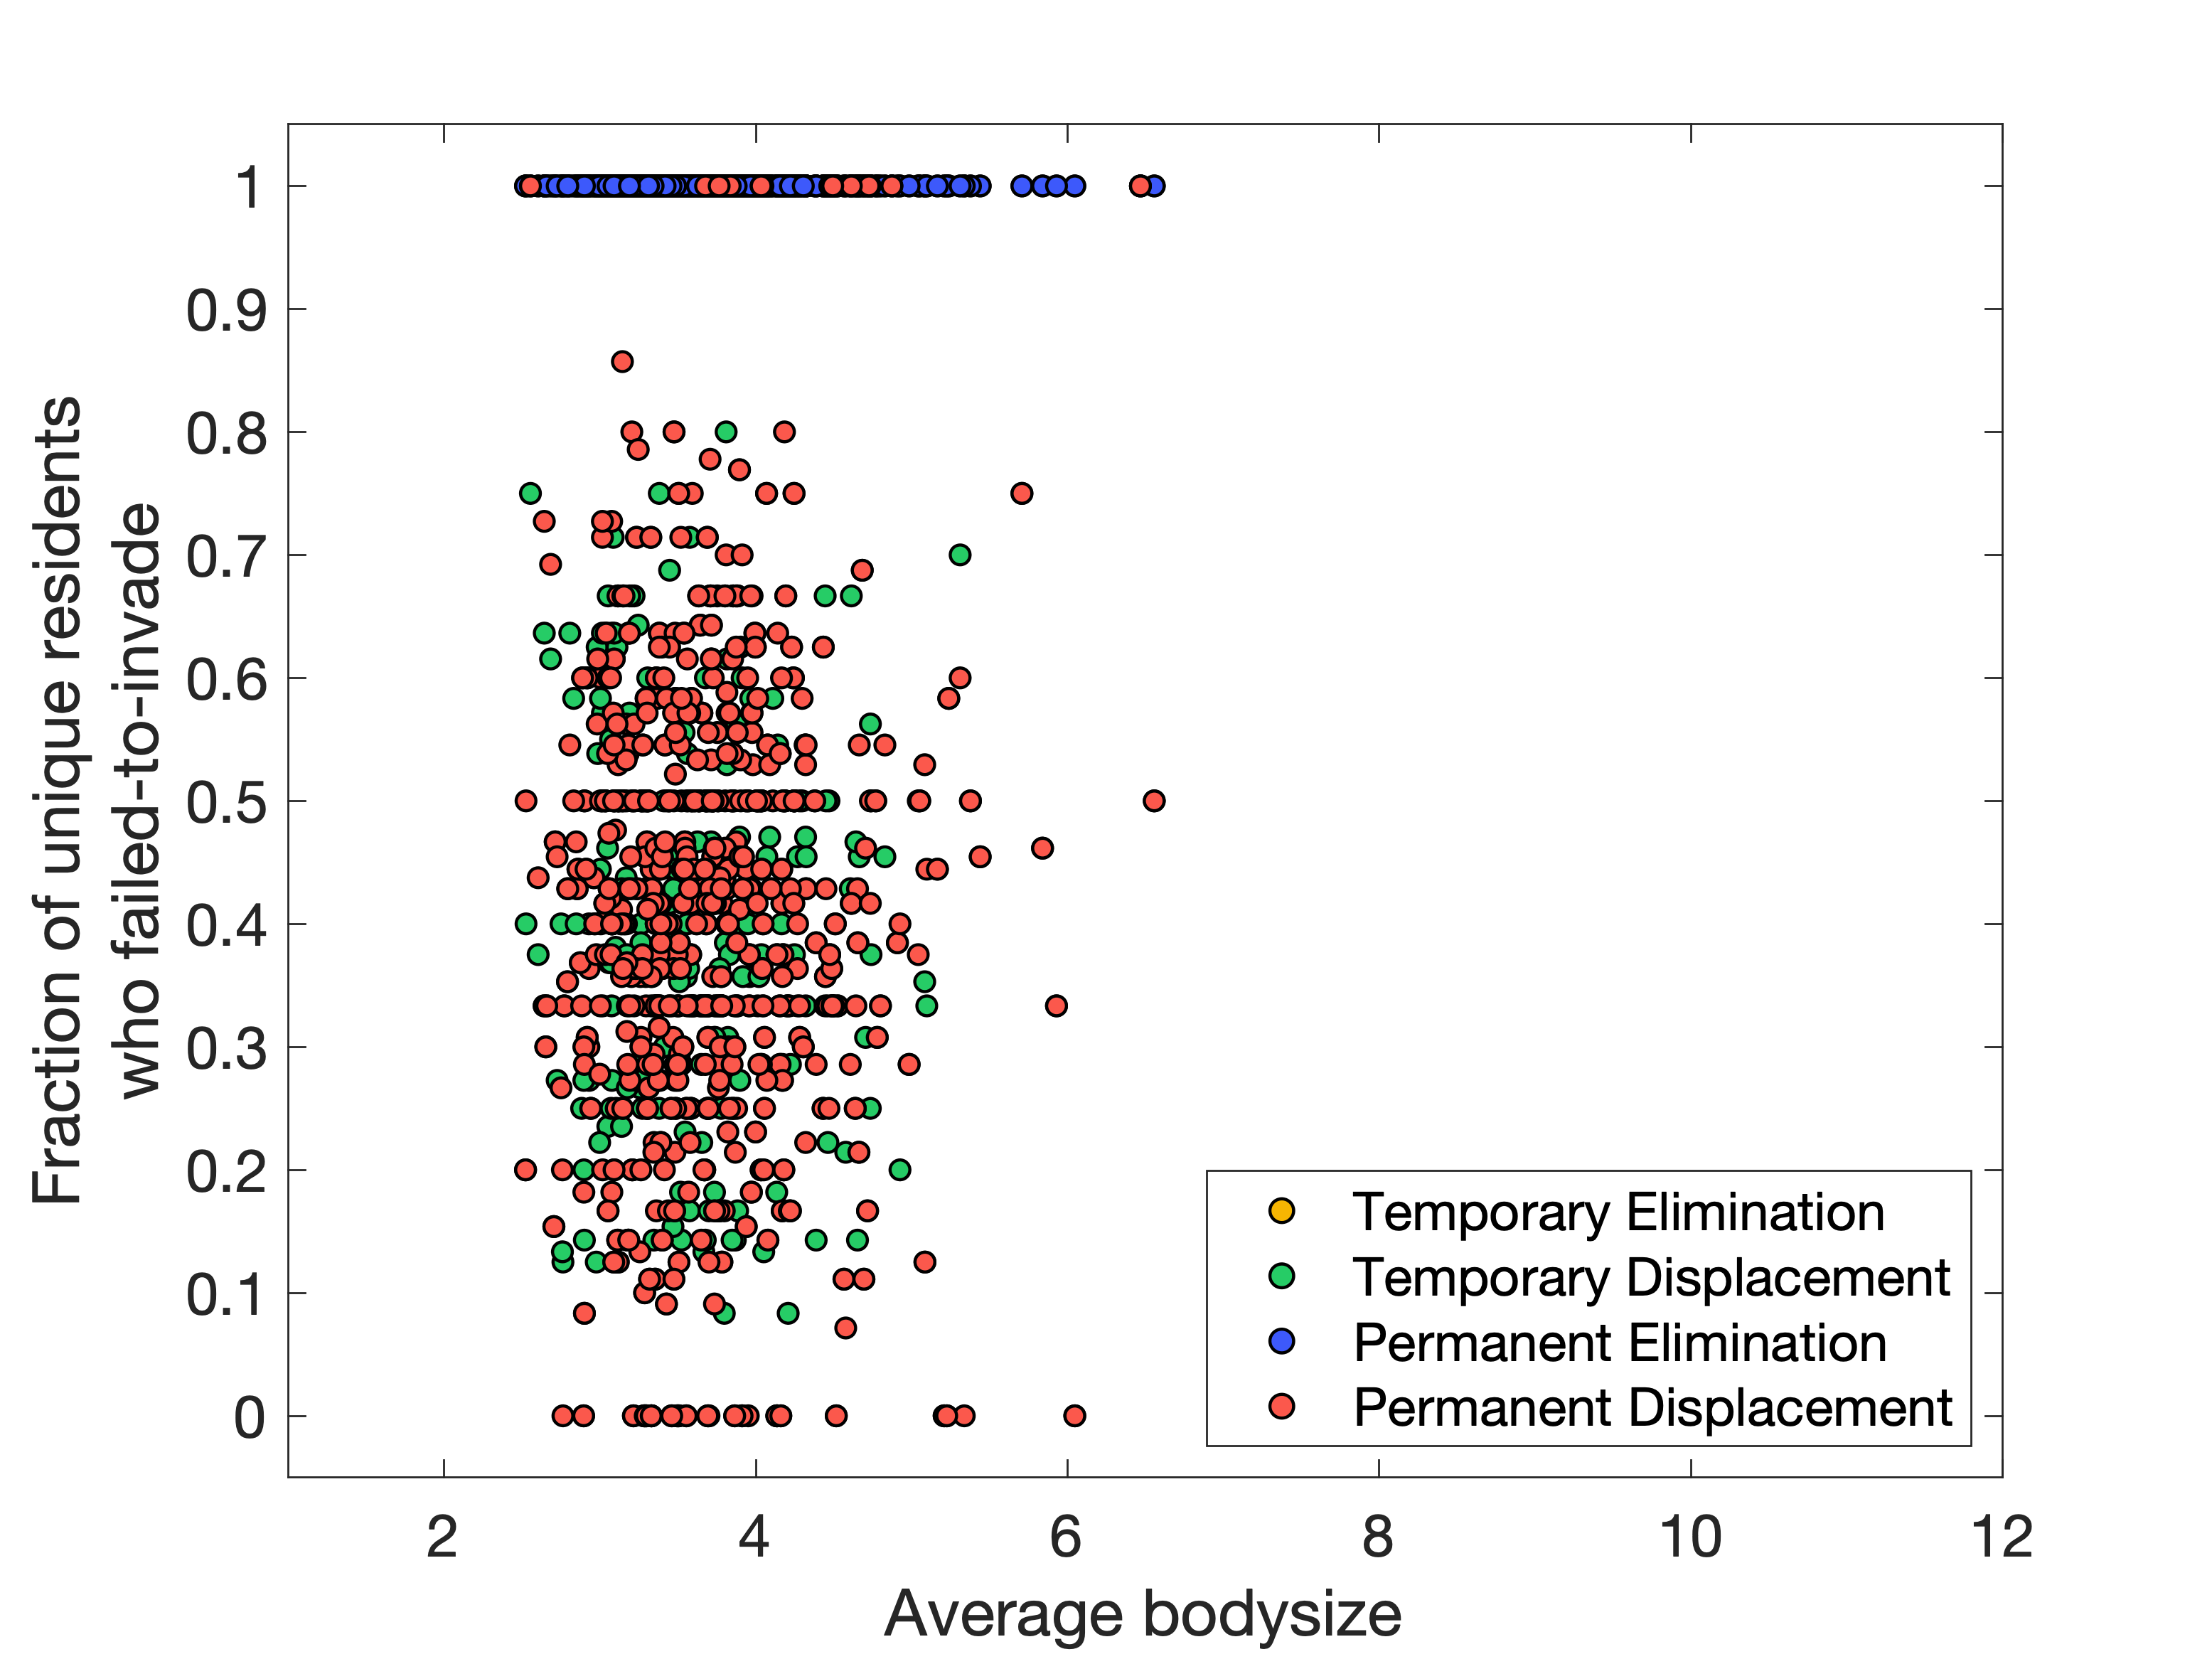 1
0.9
0.8
0.7
0.6
0.5
0.4
0.3
0.2
0.1
0
Fraction of unique residents
who failed-to-invade
Temporary Elimination
Temporary Displacement
Permanent Elimination
Permanent Displacement
2 4 6 8 10 12
Average bodysize